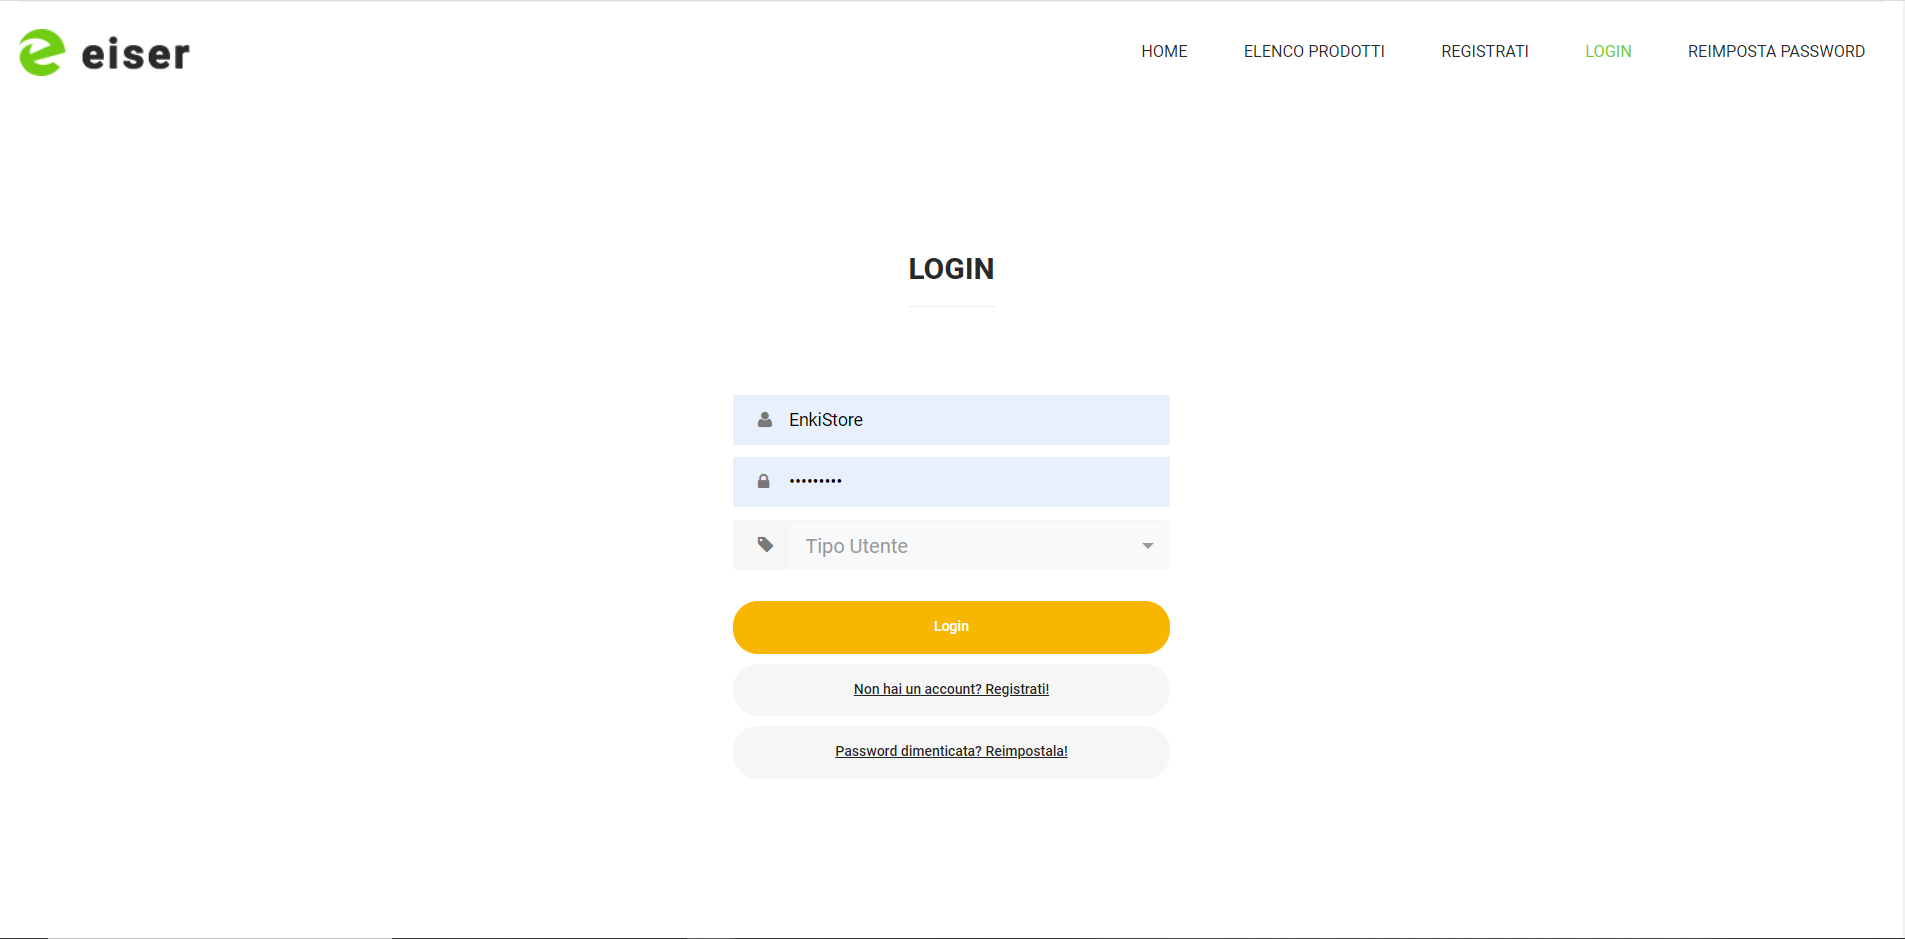 eiser
HOME ELENCO PRODOTTI REGISTRATI LOGIN REIMPOSTA PASSWORD
LOGIN
EnkiStore
•••••••••
Tipo Utente
Login
Non hai un account? Registrati!
Password dimenticata? Reimpostala!